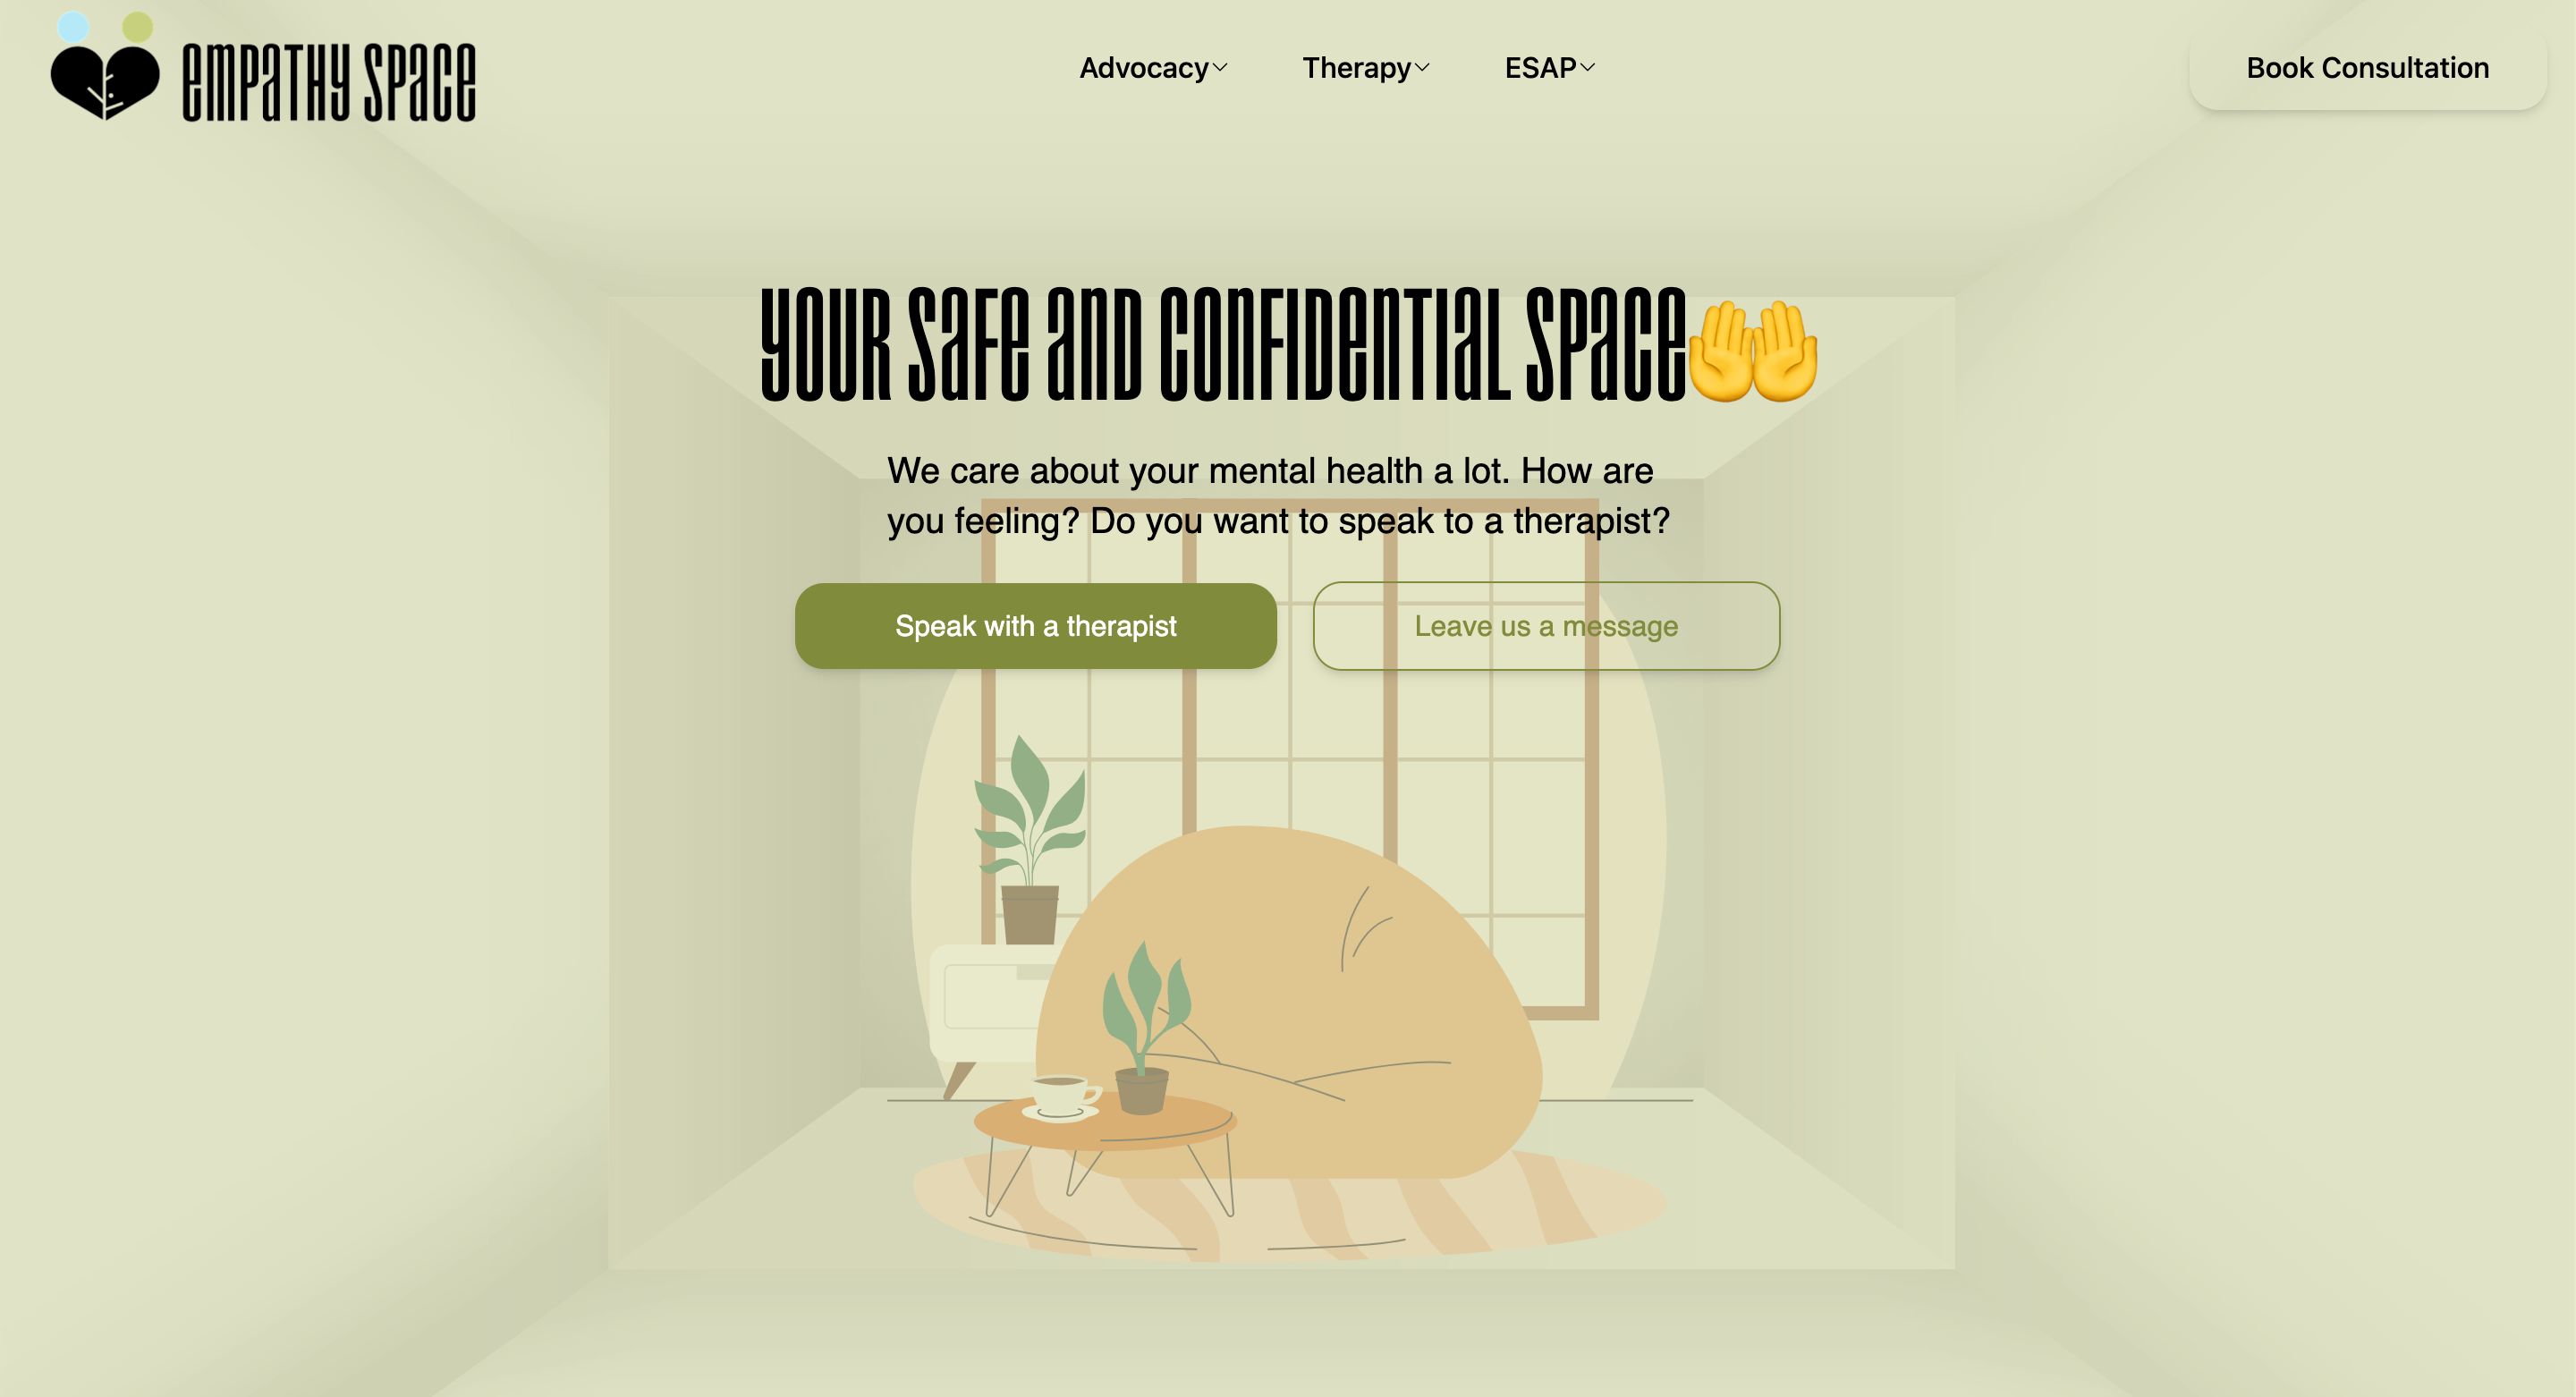 EMPATHY SPACE
Advocacy
Therapy
ESAP
Book Consultation
YOUR SAFE AND CONFIDENTIAL SPACE🤲
We care about your mental health a lot. How are
you feeling? Do you want to speak to a therapist?
Speak with a therapist
Leave us a message